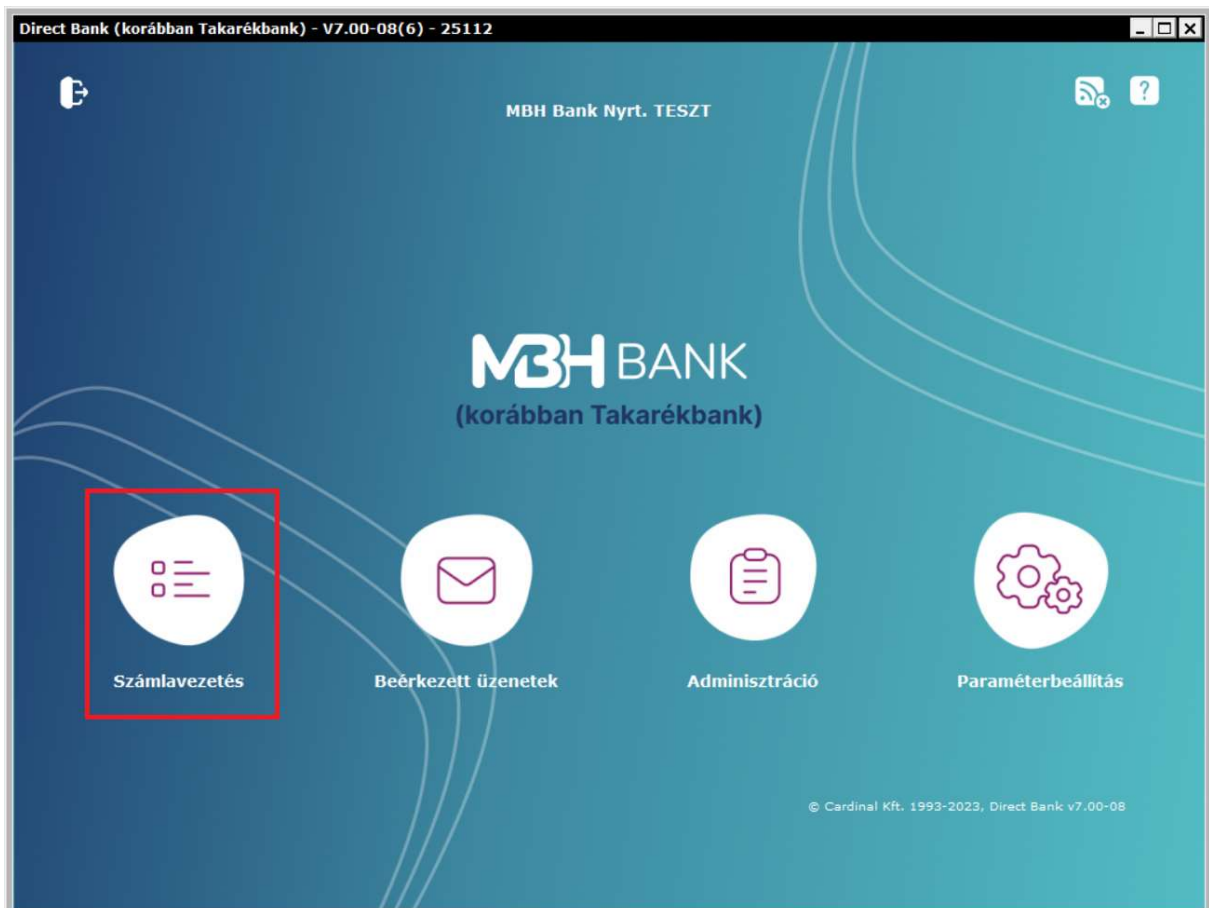 Direct Bank (korábban Takarékbank) - V7.00-08(6) - 25112
MBH Bank Nyrt. TESZT
?
MBH BANK
(korábban Takarékbank)
Számlavezetés
Beérkezett üzenetek
Adminisztráció
Paraméterbeállítás
© Cardinal Kft. 1993-2023, Direct Bank v7.00-08